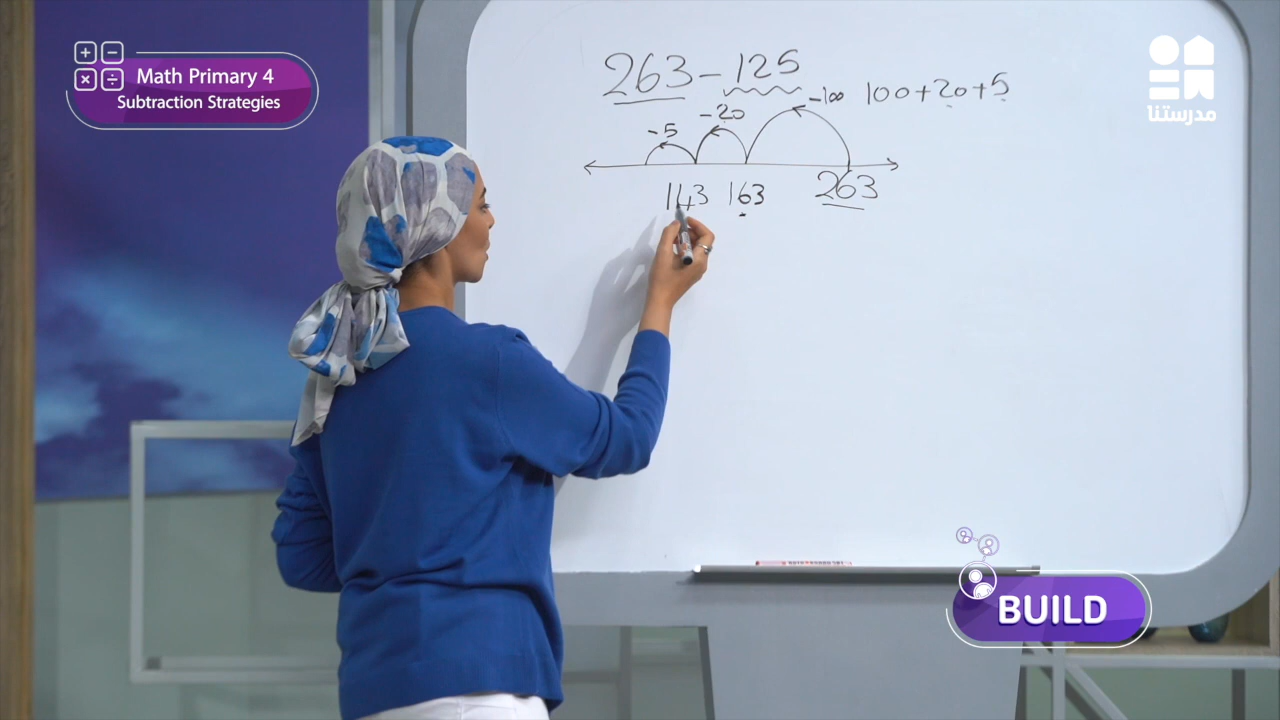 Math Primary 4
Subtraction Strategies
مدرستنا
263 - 125
100+20+5
-5 -20 -100
143 163 263
BUILD